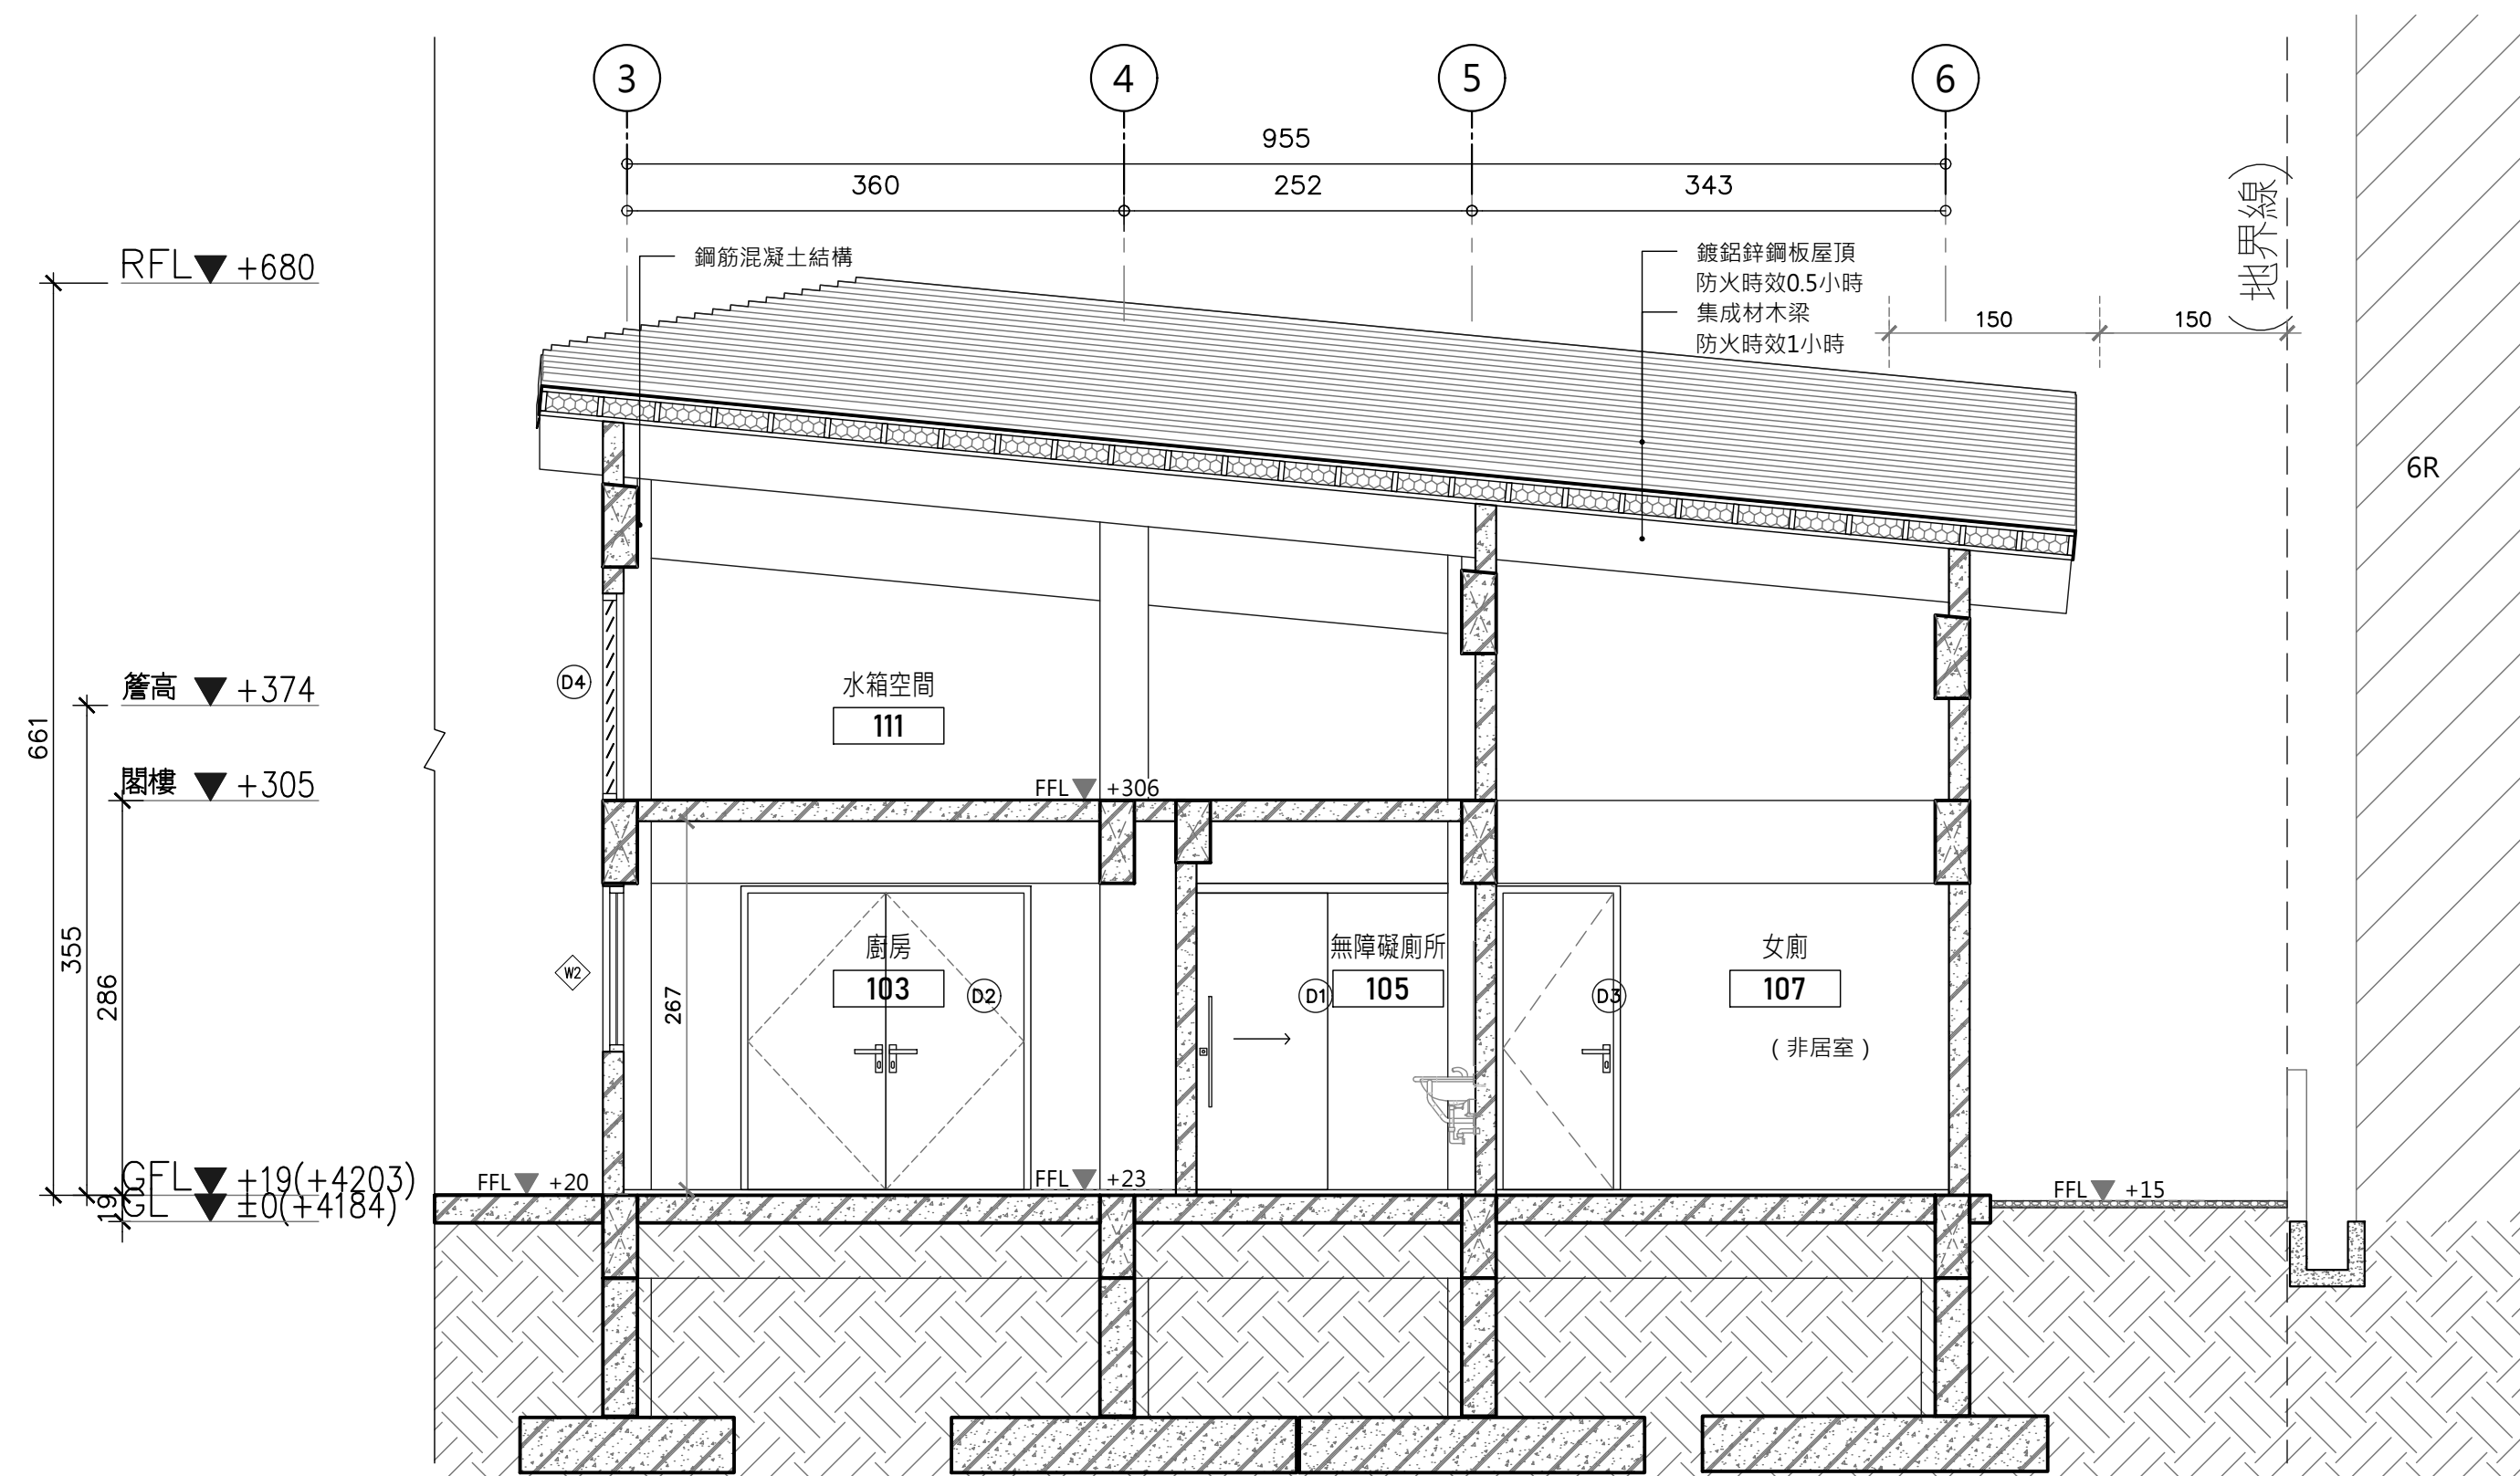 3 4 5 6
955
360 252 343
鋼筋混凝土結構
鍍鋁鋅鋼板屋頂
防火時效0.5小時
集成材木梁
防火時效1小時
(地界線)
150 150
6R
RFL +680
簷高 +374
閣樓 +305
GFL +19(+4203)
GL ±0(+4184)
661
355
286
19
D4
水箱空間
111
FFL +306
W2
267
廚房
103
D2
D1
無障礙廁所
105
D3
女廁
107
(非居室)
FFL +20
FFL +23
FFL +15